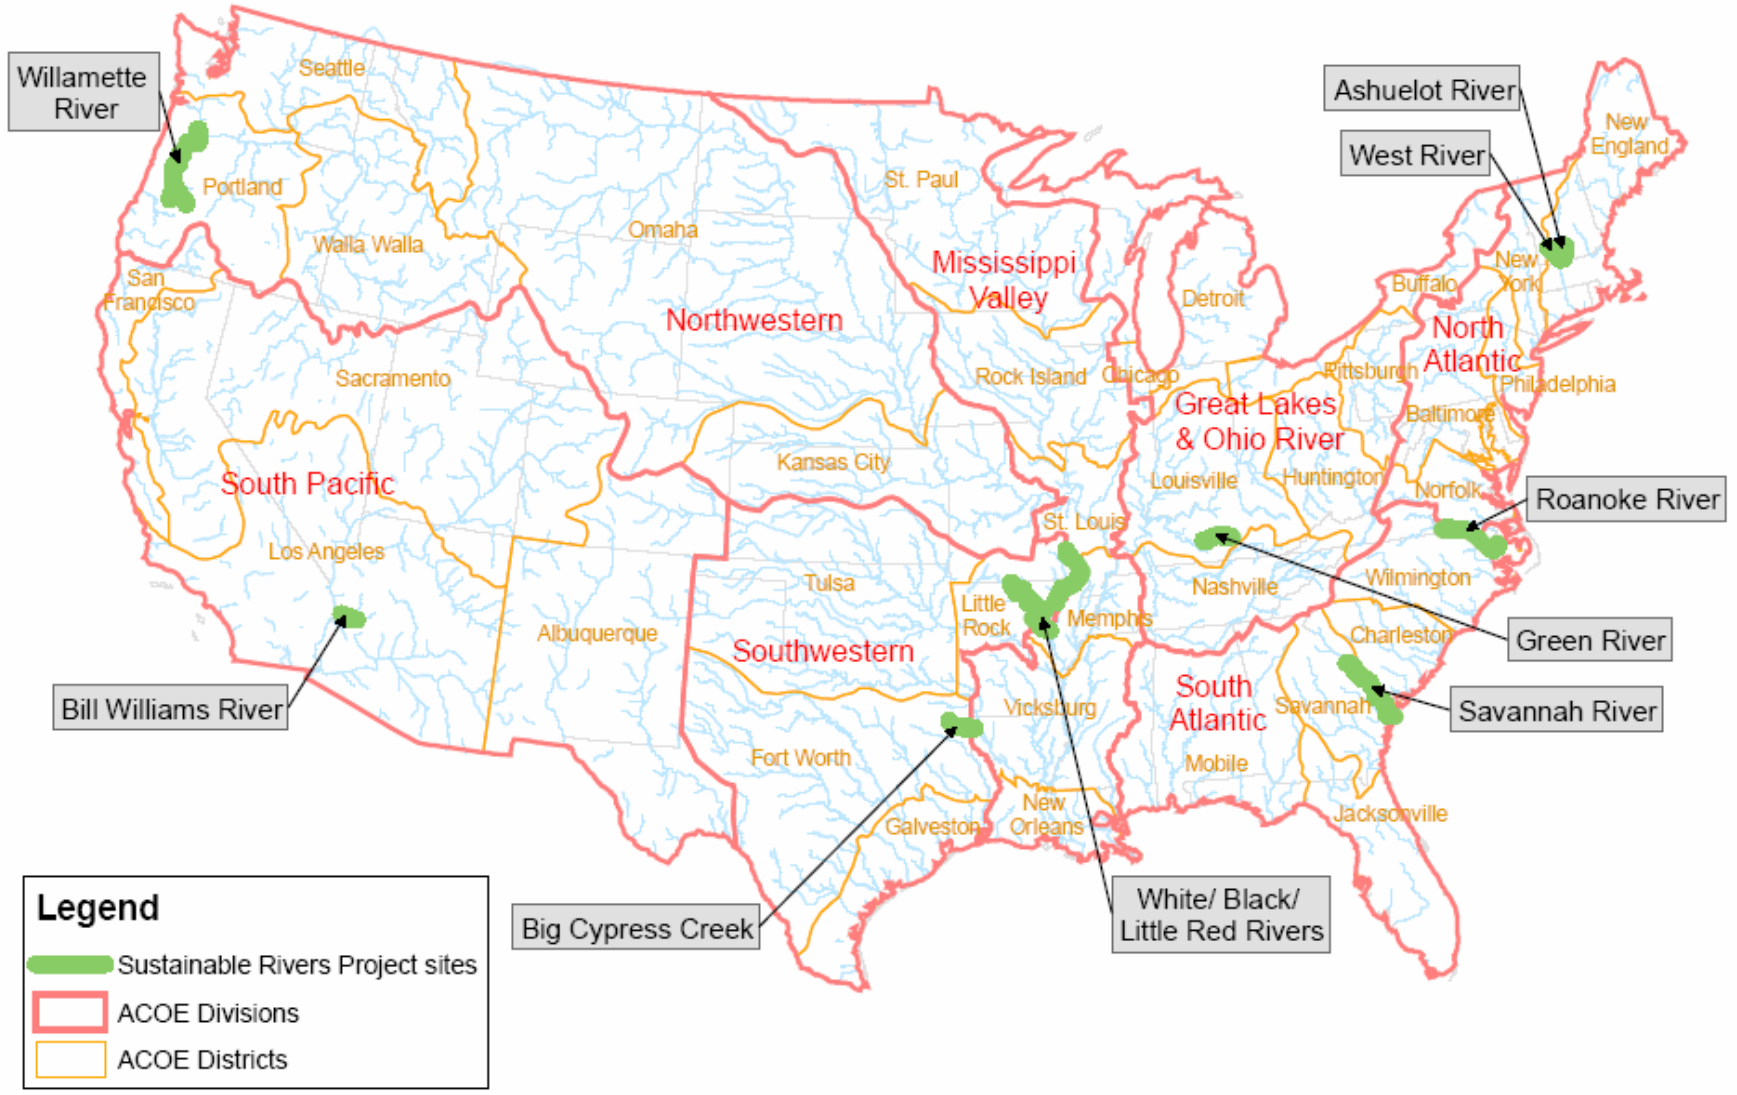 Willamette
River
Seattle
Portland
Walla Walla
San
Francisco
Sacramento
South Pacific
Los Angeles
Bill Williams River
Omaha
Northwestern
Kansas City
Albuquerque
Tulsa
Southwestern
Fort Worth
Galveston
Big Cypress Creek
St. Paul
Mississippi
Valley
Rock Island
Chicago
St. Louis
Little
Rock
Memphis
Vicksburg
New
Orleans
White/ Black/
Little Red Rivers
Detroit
Buffalo
Great Lakes
& Ohio River
Pittsburgh
Louisville
Huntington
Nashville
Green River
Ashuelot River
West River
New
England
New
York
North
Atlantic
Philadelphia
Baltimore
Norfolk
Roanoke River
Wilmington
Charleston
South
Atlantic
Savannah
Savannah River
Mobile
Jacksonville
Legend
Sustainable Rivers Project sites
ACOE Divisions
ACOE Districts